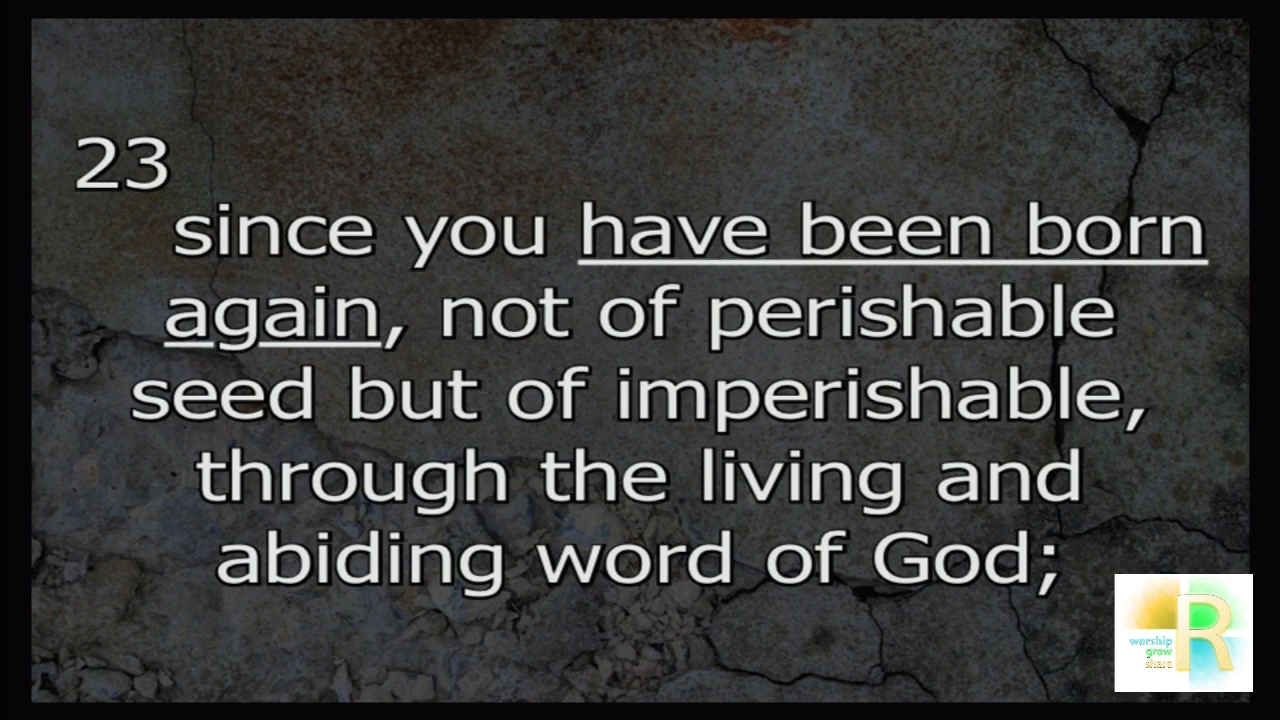 23
since you have been born
again, not of perishable
seed but of imperishable,
through the living and
abiding word of God;
worship
grow
share
R